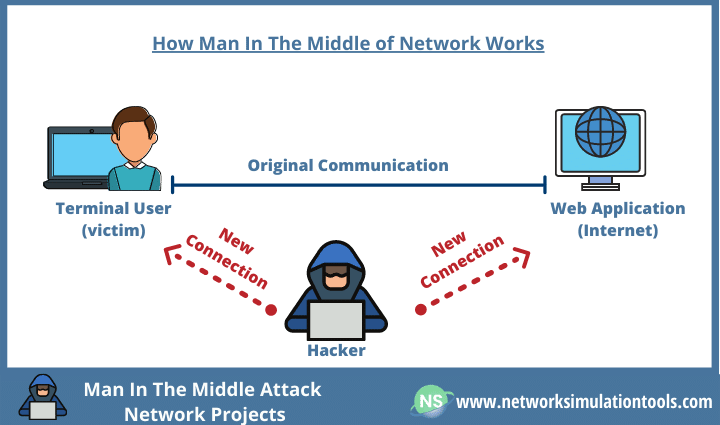 How Man In The Middle of Network Works
Original Communication
Terminal User
(victim)
Web Application
(Internet)
New
Connection
New
Connection
Hacker
Man In The Middle Attack
Network Projects
NS
www.networksimulationtools.com